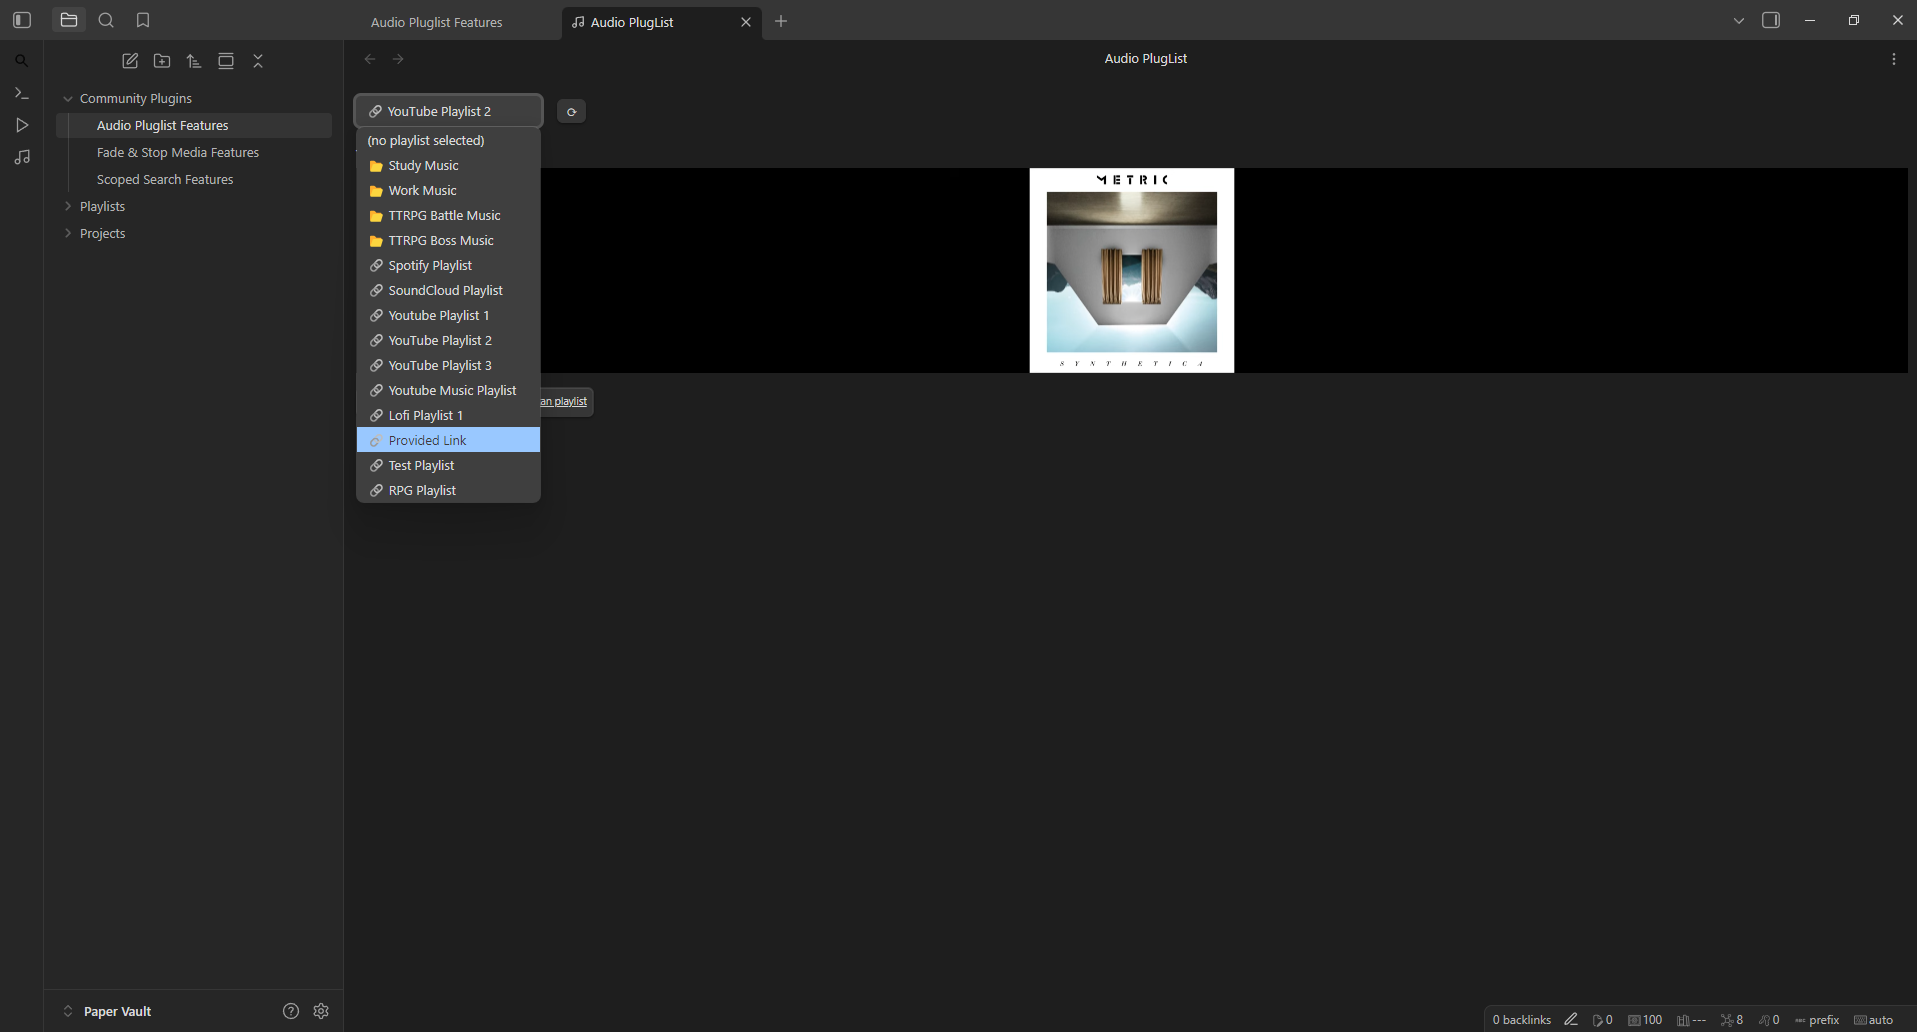 Audio Pluglist Features
Audio PlugList
Audio PlugList
Community Plugins
Audio Pluglist Features
Fade & Stop Media Features
Scoped Search Features
Playlists
Projects
YouTube Playlist 2
(no playlist selected)
Study Music
Work Music
TTRPG Battle Music
TTRPG Boss Music
Spotify Playlist
SoundCloud Playlist
Youtube Playlist 1
YouTube Playlist 2
YouTube Playlist 3
Youtube Music Playlist
Lofi Playlist 1
Provided Link
Test Playlist
RPG Playlist
METRIC
SYNTHETICA
an playlist
Paper Vault
0 backlinks 0 100 --- 8 0 prefix auto